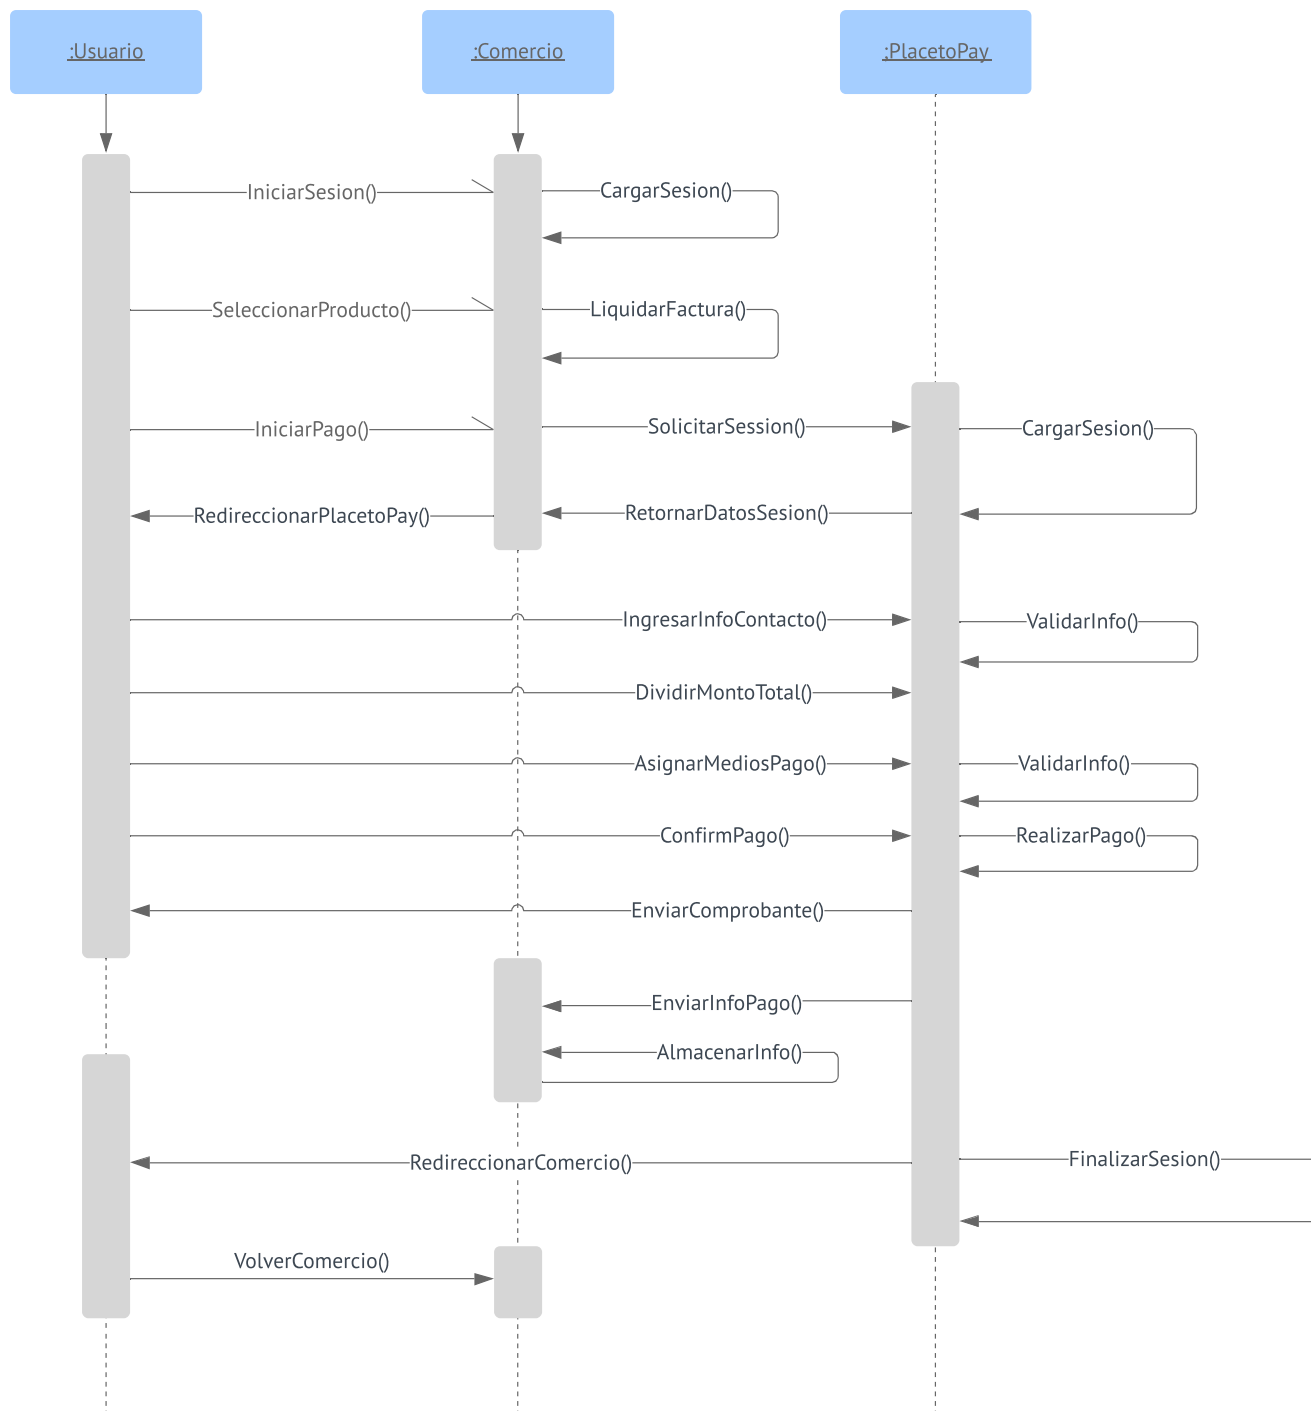 :Usuario
:Comercio
:PlacetoPay
IniciarSesion()
CargarSesion()
SeleccionarProducto()
LiquidarFactura()
IniciarPago()
SolicitarSession()
CargarSesion()
RedireccionarPlacetoPay()
RetornarDatosSesion()
IngresarInfoContacto()
ValidarInfo()
DividirMontoTotal()
AsignarMediosPago()
ValidarInfo()
ConfirmPago()
RealizarPago()
EnviarComprobante()
EnviarInfoPago()
AlmacenarInfo()
RedireccionarComercio()
FinalizarSesion()
VolverComercio()